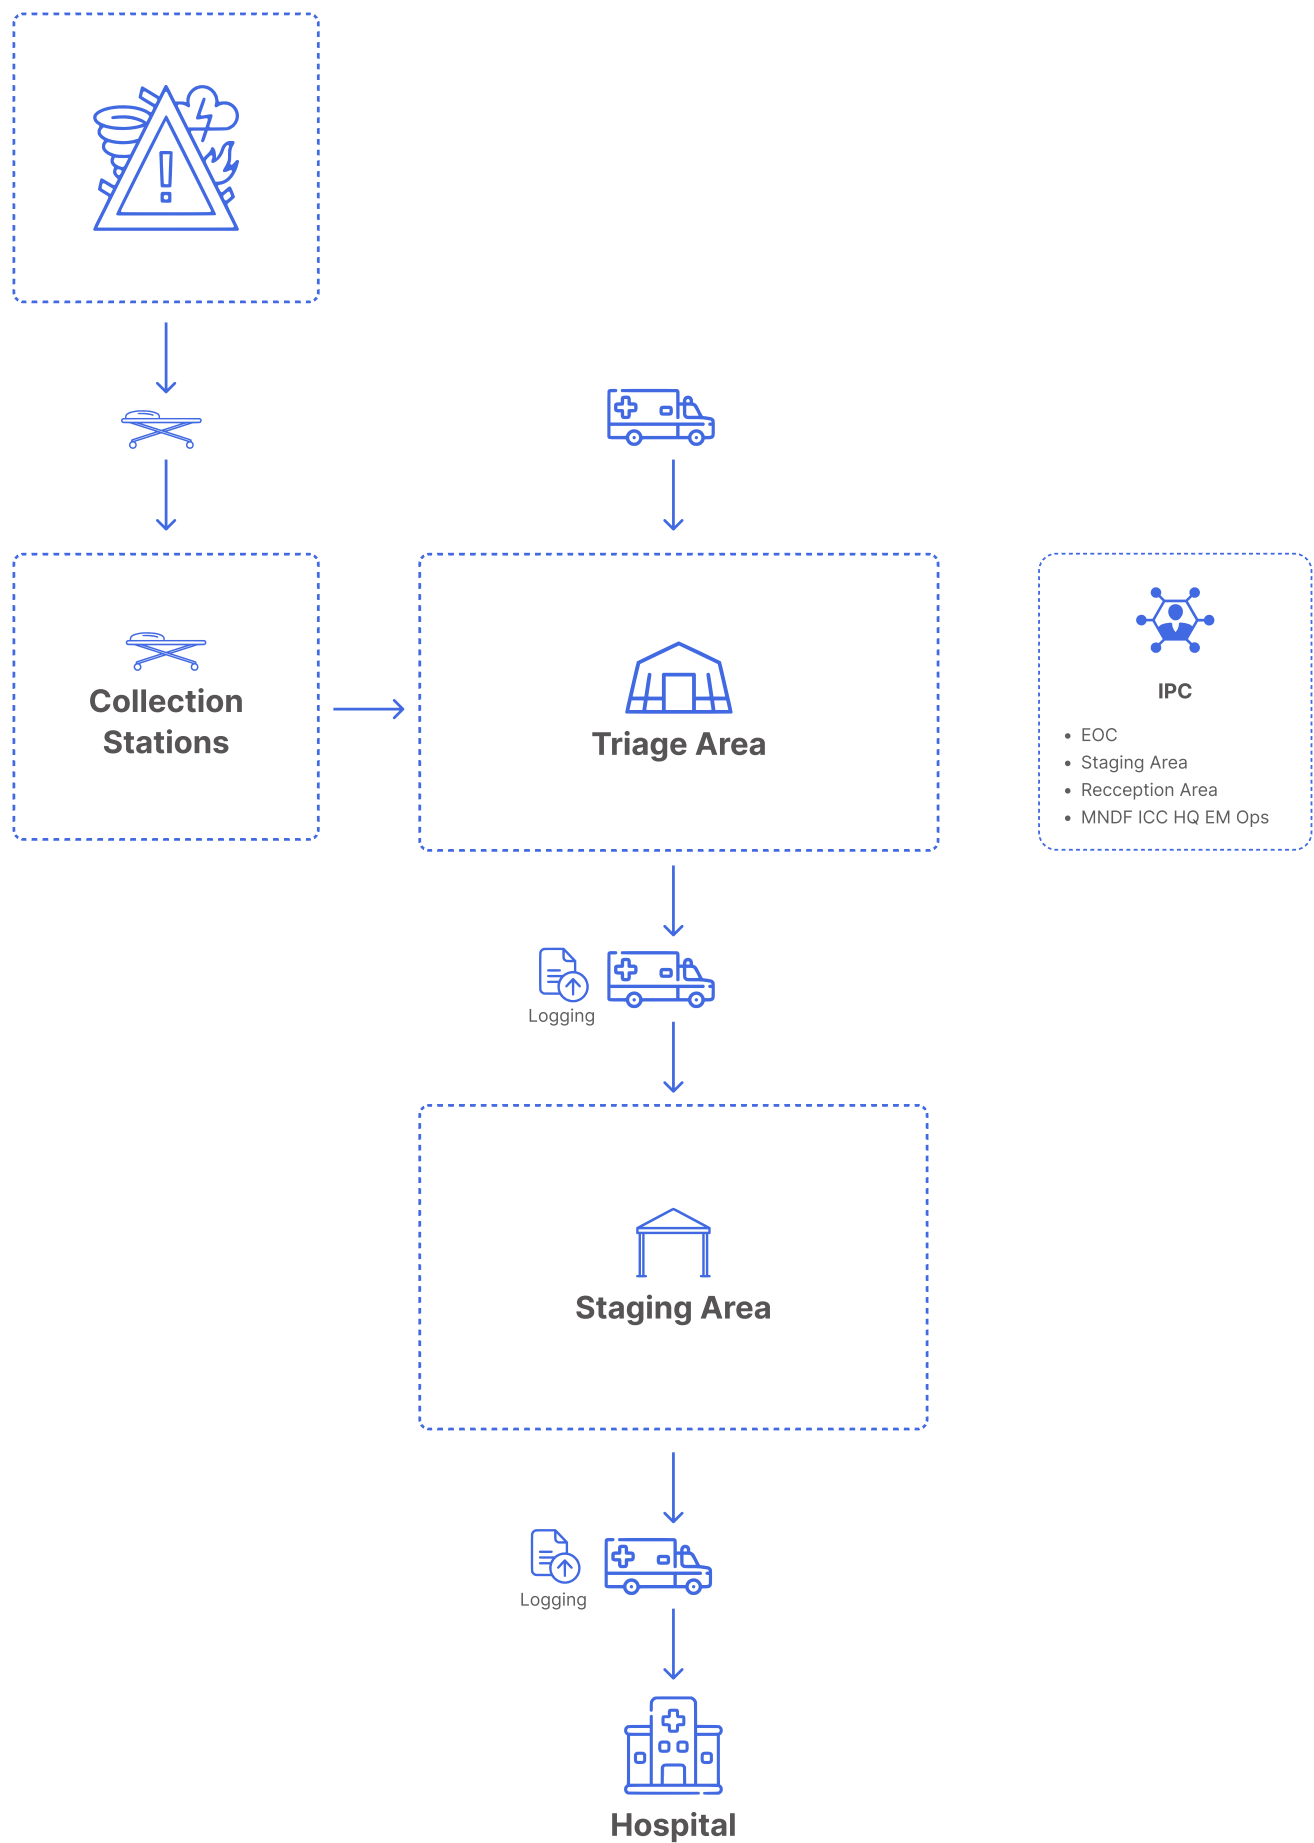 Collection
Stations
Triage Area
IPC
• EOC
• Staging Area
• Recception Area
• MNDF ICC HQ EM Ops
Logging
Staging Area
Logging
Hospital